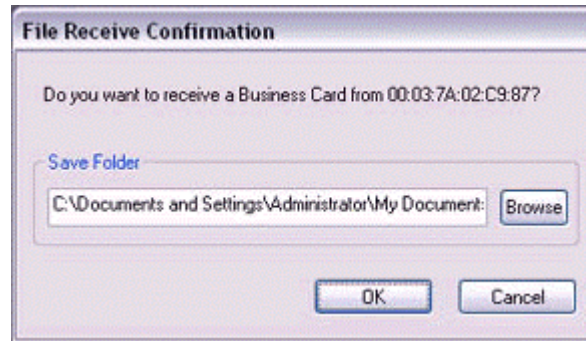 File Receive Confirmation
Do you want to receive a Business Card from 00:03:7A:02:C9:87?
Save Folder
C:\Documents and Settings\Administrator\My Document:
Browse
OK
Cancel